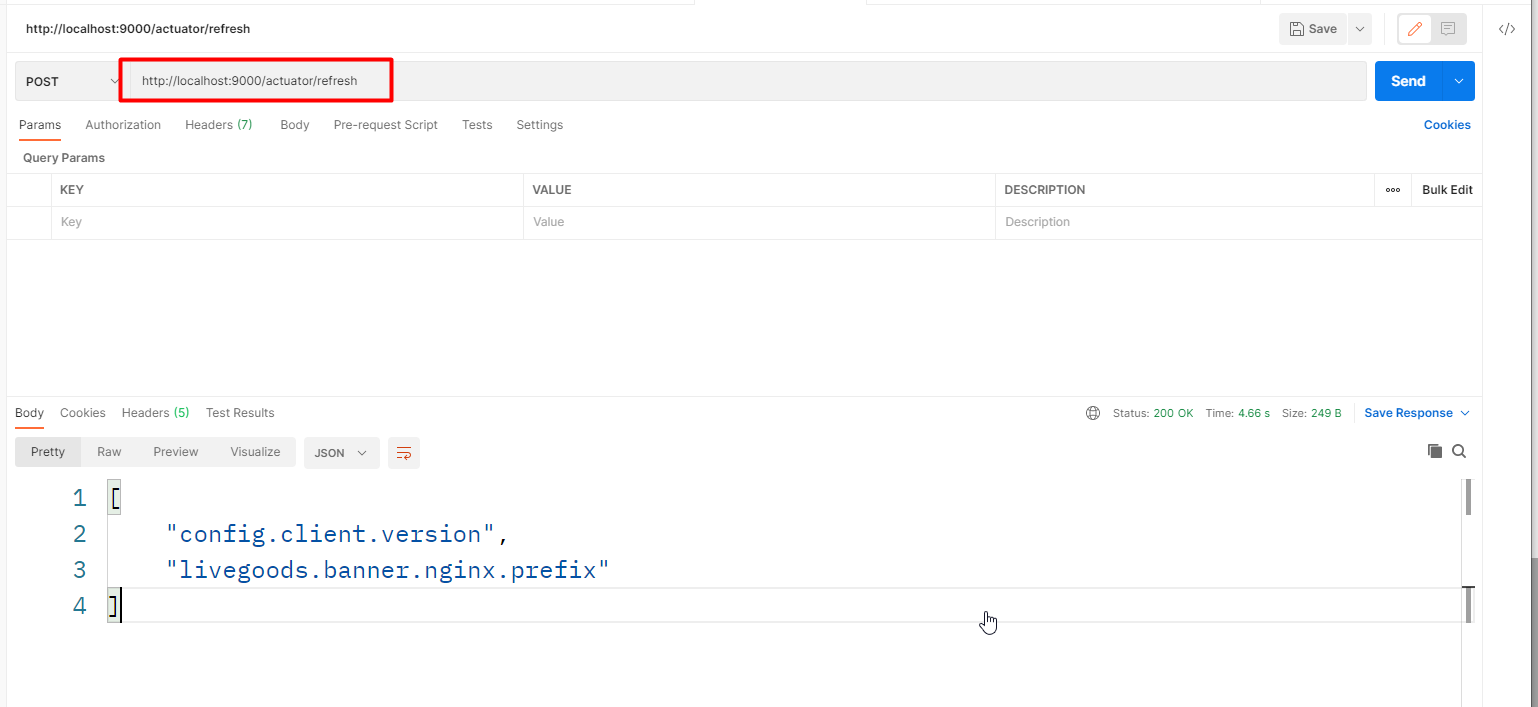 http://localhost:9000/actuator/refresh
Save
POST
http://localhost:9000/actuator/refresh
Send
Params Authorization Headers (7) Body Pre-request Script Tests Settings Cookies
Query Params
KEY VALUE DESCRIPTION Bulk Edit
Key Value Description
Body Cookies Headers (5) Test Results Status: 200 OK Time: 4.66 s Size: 249 B Save Response
Pretty Raw Preview Visualize JSON
1 [
2 "config.client.version",
3 "livegoods.banner.nginx.prefix"
4 ]